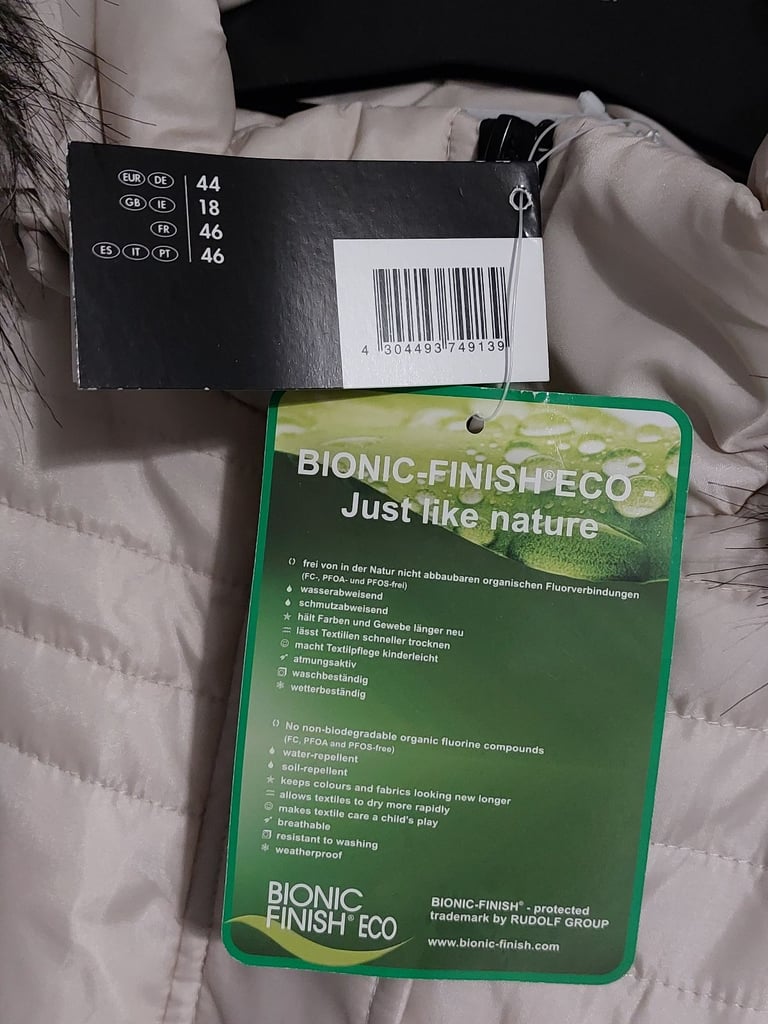 EUR DE 44
GB IE 18
FR 46
ES IT PT 46
4 304493 749139
BIONIC-FINISH® ECO -
Just like nature
frei von in der Natur nicht abbaubaren organischen Fluorverbindungen
(FC-, PFOA- und PFOS-frei)
wasserabweisend
schmutzabweisend
hält Farben und Gewebe länger neu
lässt Textilien schneller trocknen
macht Textilpflege kinderleicht
atmungsaktiv
waschbeständig
wetterbeständig
No non-biodegradable organic fluorine compounds
(FC, PFOA and PFOS-free)
water-repellent
soil-repellent
keeps colours and fabrics looking new longer
allows textiles to dry more rapidly
makes textile care a child's play
breathable
resistant to washing
weatherproof
BIONIC
FINISH® ECO
BIONIC-FINISH® - protected
trademark by RUDOLF GROUP
www.bionic-finish.com